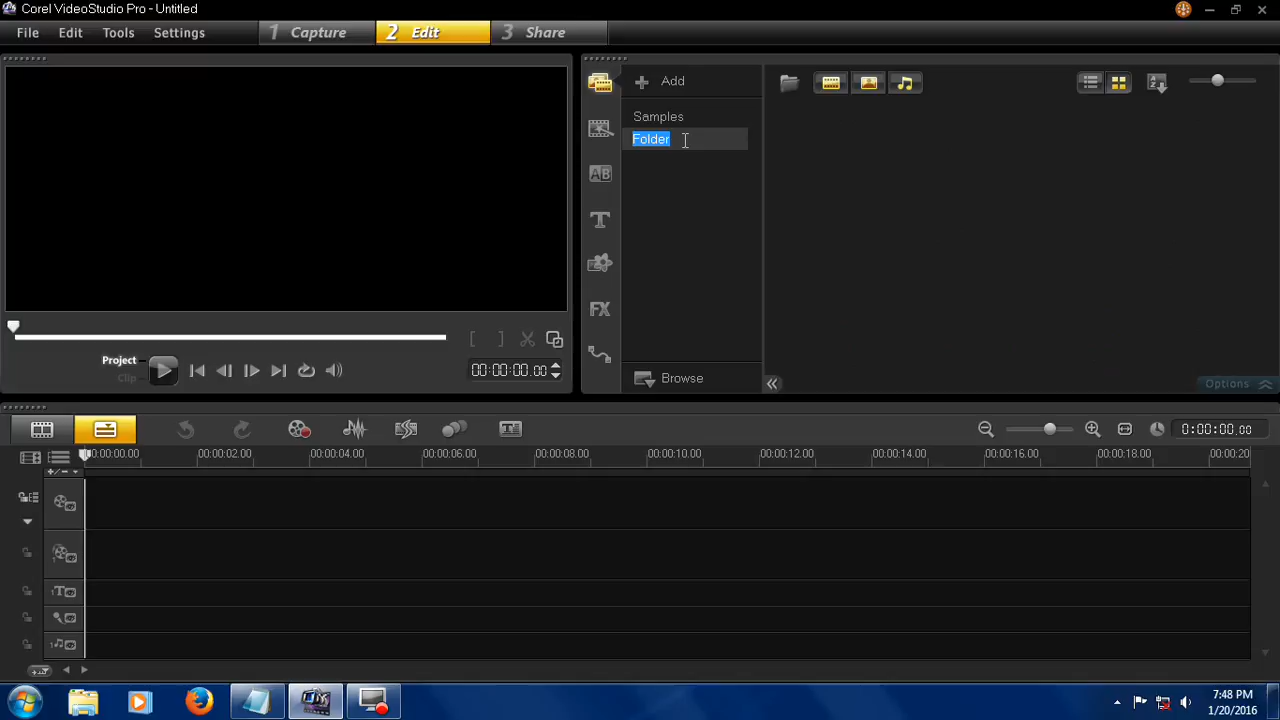 Corel VideoStudio Pro - Untitled
File Edit Tools Settings 1 Capture 2 Edit 3 Share
Add
Samples
Folder
AB
T
FX
Browse
Options
Project
Clip
00:00:00.00
0:00:00.00
00:00:00.00 00:00:02.00 00:00:04.00 00:00:06.00 00:00:08.00 00:00:10.00 00:00:12.00 00:00:14.00 00:00:16.00 00:00:18.00 00:00:20
7:48 PM
1/20/2016